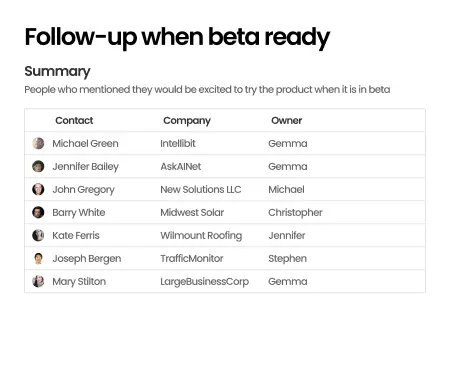 Follow-up when beta ready
Summary
People who mentioned they would be excited to try the product when it is in beta
Contact Company Owner
Michael Green Intellibit Gemma
Jennifer Bailey AskAINet Gemma
John Gregory New Solutions LLC Michael
Barry White Midwest Solar Christopher
Kate Ferris Wilmount Roofing Jennifer
Joseph Bergen TrafficMonitor Stephen
Mary Stilton LargeBusinessCorp Gemma